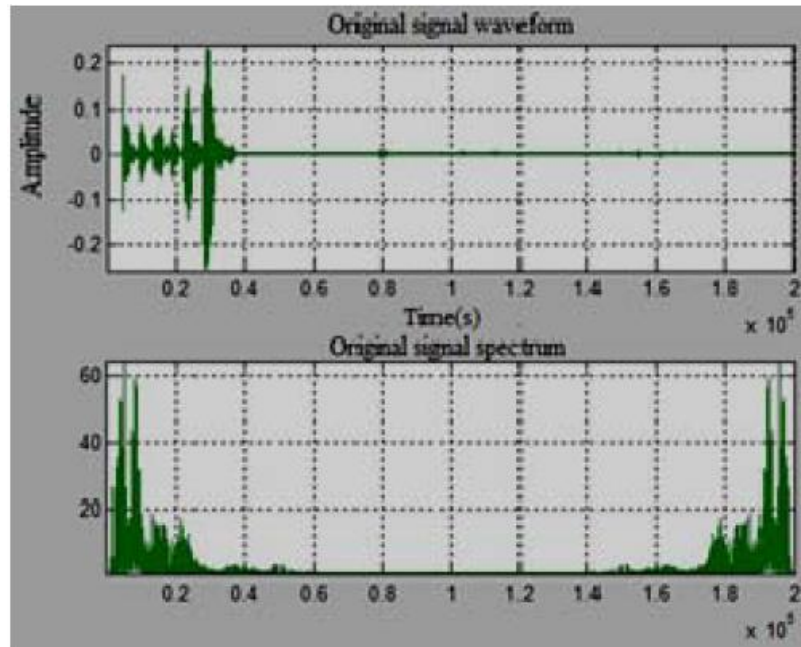 Original signal waveform
Amplitude
0.2
0.1
0
-0.1
-0.2
0.2 0.4 0.6 0.8 1 1.2 1.4 1.6 1.8 2
Time(s)
x 10^5
Original signal spectrum
60
40
20
0.2 0.4 0.6 0.8 1 1.2 1.4 1.6 1.8 2
x 10^5